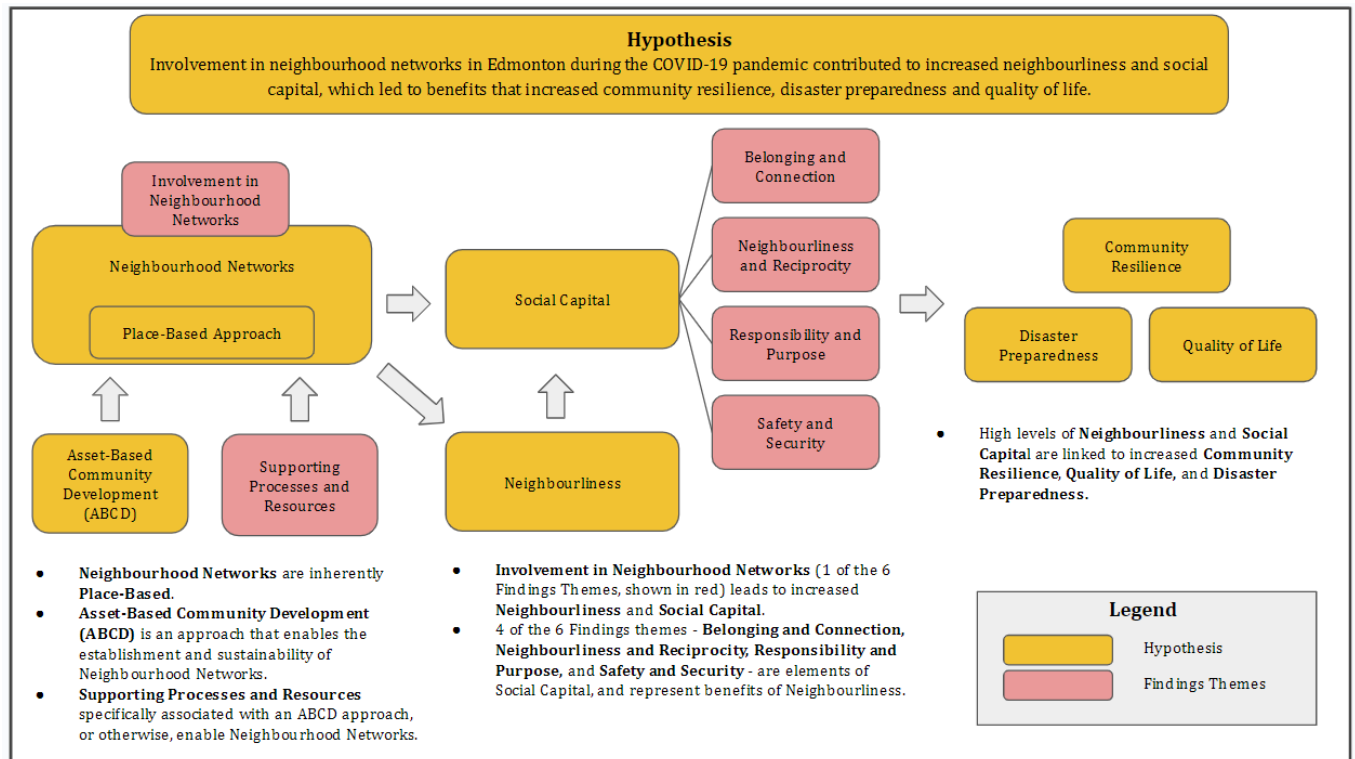 Hypothesis
Involvement in neighbourhood networks in Edmonton during the COVID-19 pandemic contributed to increased neighbourliness and social
capital, which led to benefits that increased community resilience, disaster preparedness and quality of life.
Involvement in
Neighbourhood
Networks
Neighbourhood Networks
Place-Based Approach
Asset-Based
Community
Development
(ABCD)
Supporting
Processes and
Resources
Social Capital
Neighbourliness
Belonging and
Connection
Neighbourliness
and Reciprocity
Responsibility and
Purpose
Safety and
Security
Community
Resilience
Disaster
Preparedness
Quality of Life
● Neighbourhood Networks are inherently
Place-Based.
● Asset-Based Community Development
(ABCD) is an approach that enables the
establishment and sustainability of
Neighbourhood Networks.
● Supporting Processes and Resources
specifically associated with an ABCD approach,
or otherwise, enable Neighbourhood Networks.
● Involvement in Neighbourhood Networks (1 of the 6
Findings Themes, shown in red) leads to increased
Neighbourliness and Social Capital.
● 4 of the 6 Findings themes - Belonging and Connection,
Neighbourliness and Reciprocity, Responsibility and
Purpose, and Safety and Security - are elements of
Social Capital, and represent benefits of Neighbourliness.
● High levels of Neighbourliness and Social
Capital are linked to increased Community
Resilience, Quality of Life, and Disaster
Preparedness.
Legend
Hypothesis
Findings Themes